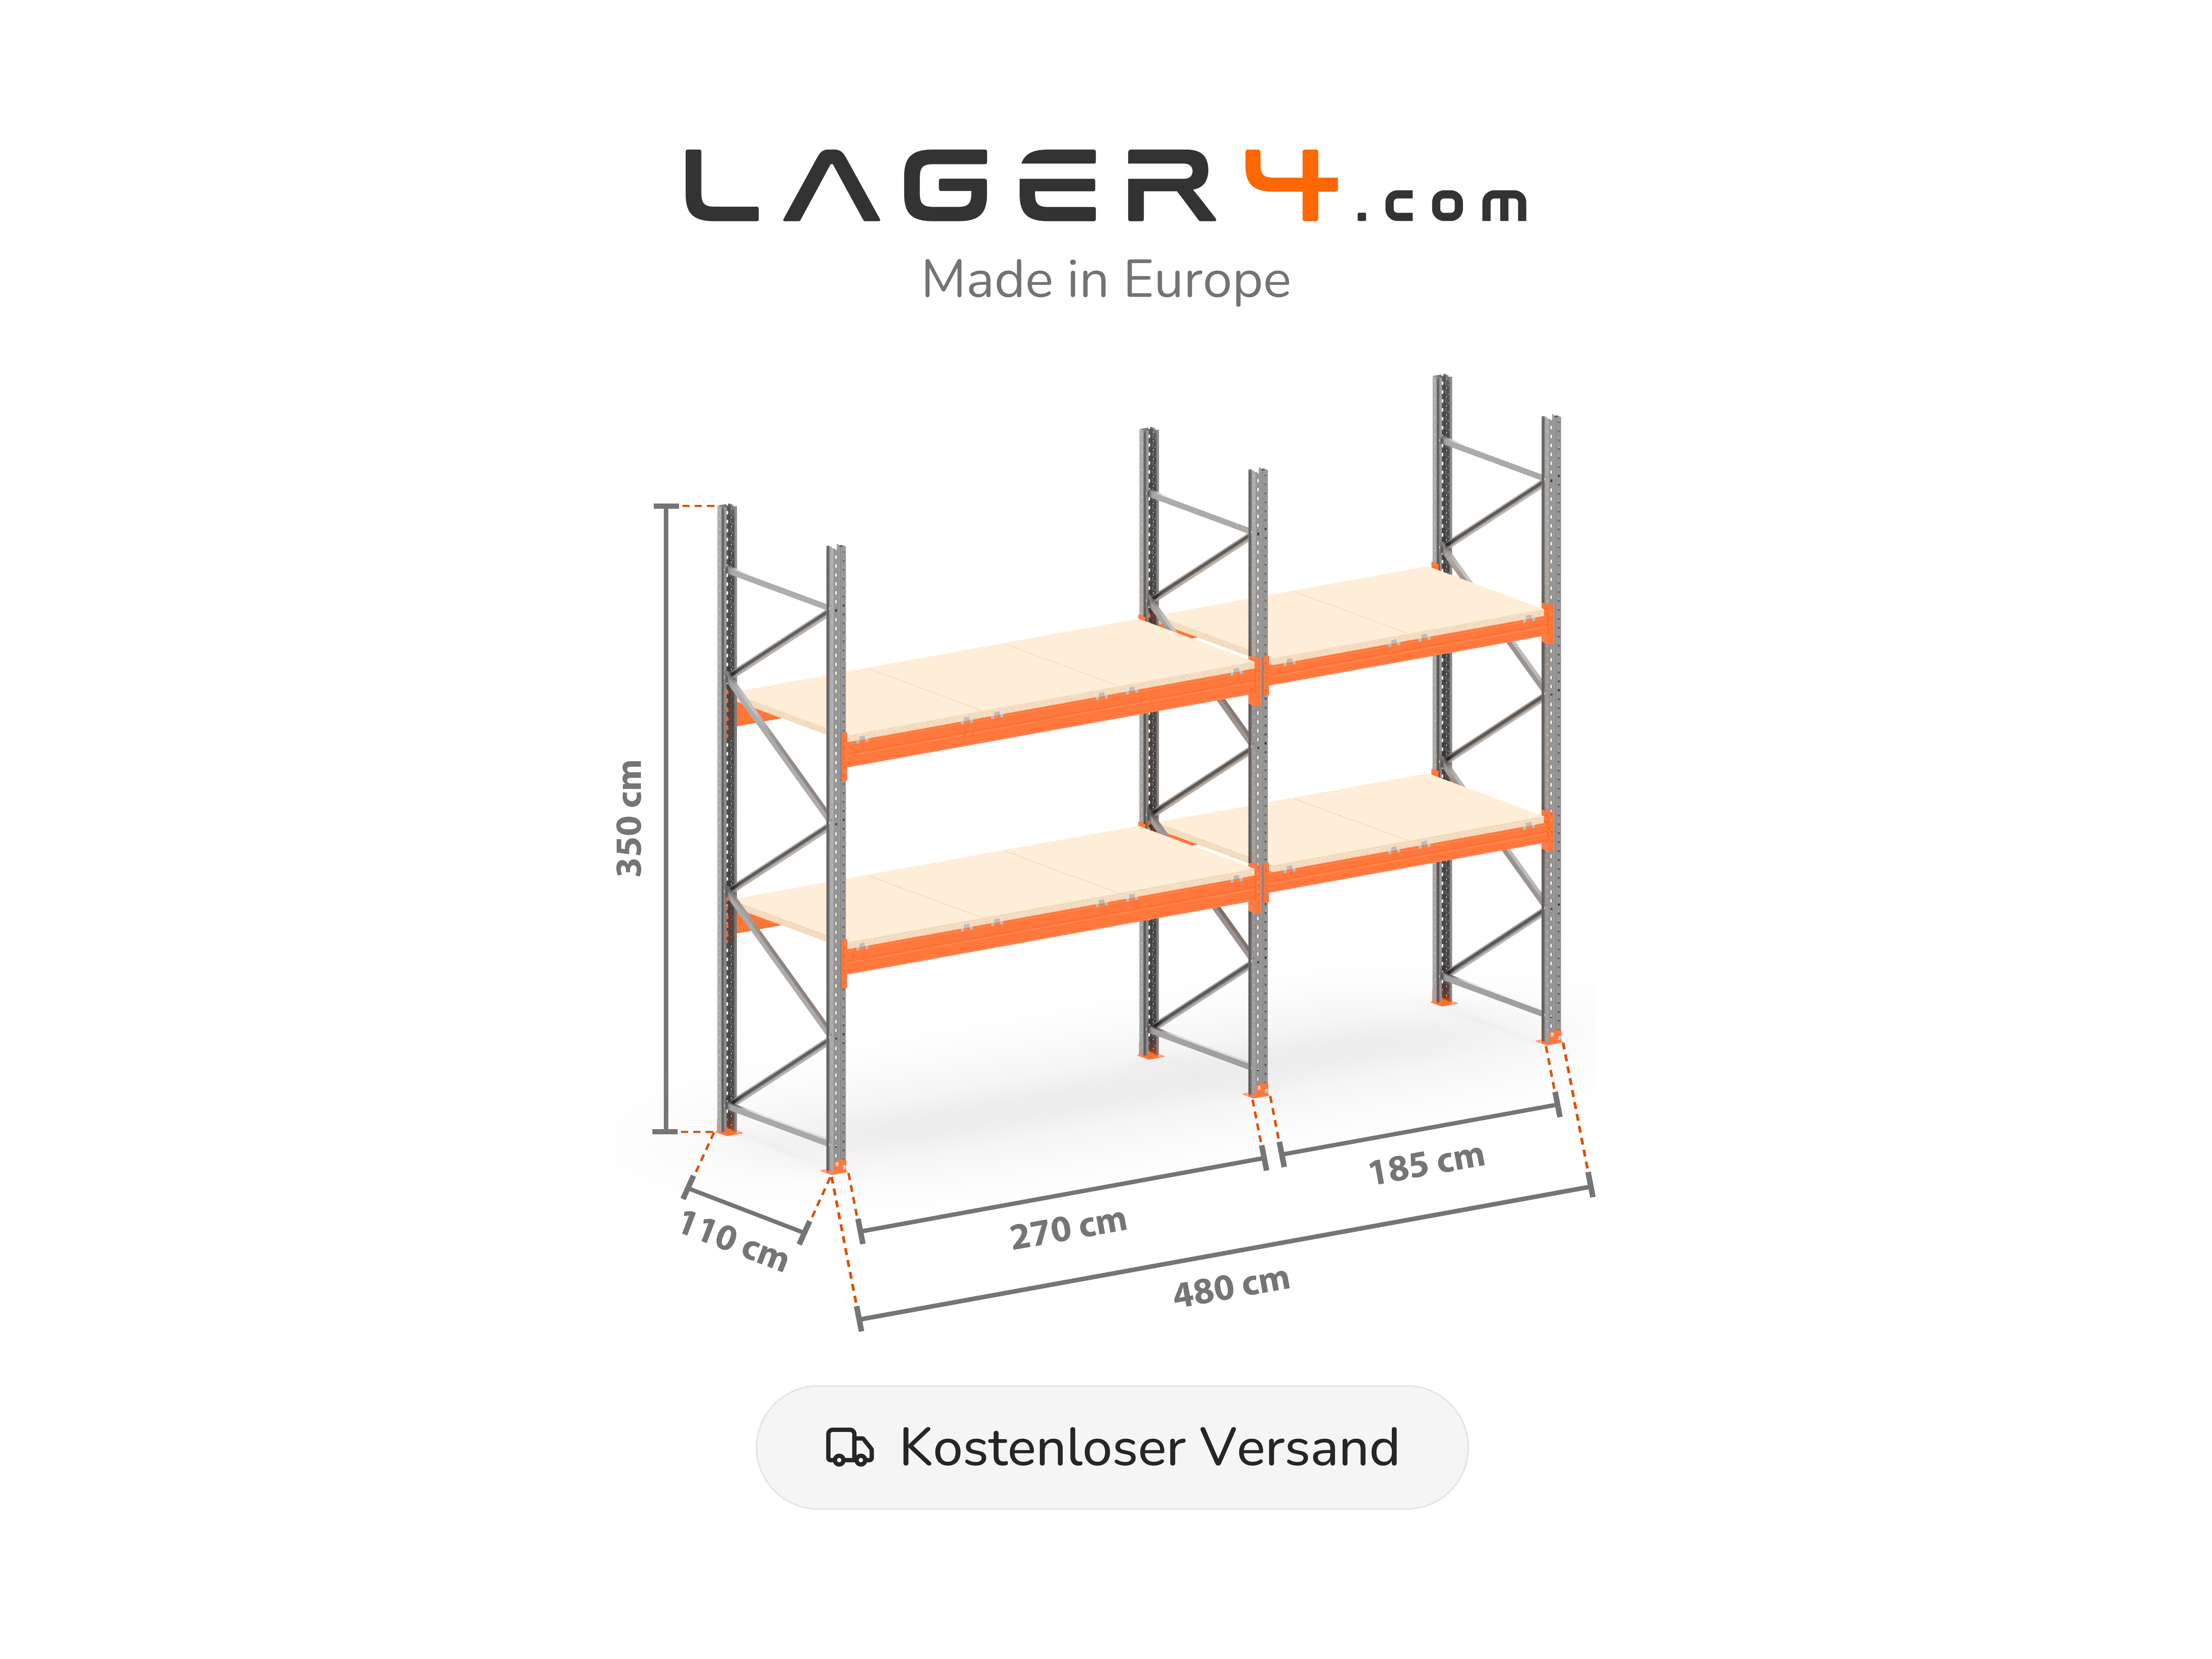 LAGER4.com
Made in Europe
350 cm
110 cm
270 cm
185 cm
480 cm
Kostenloser Versand